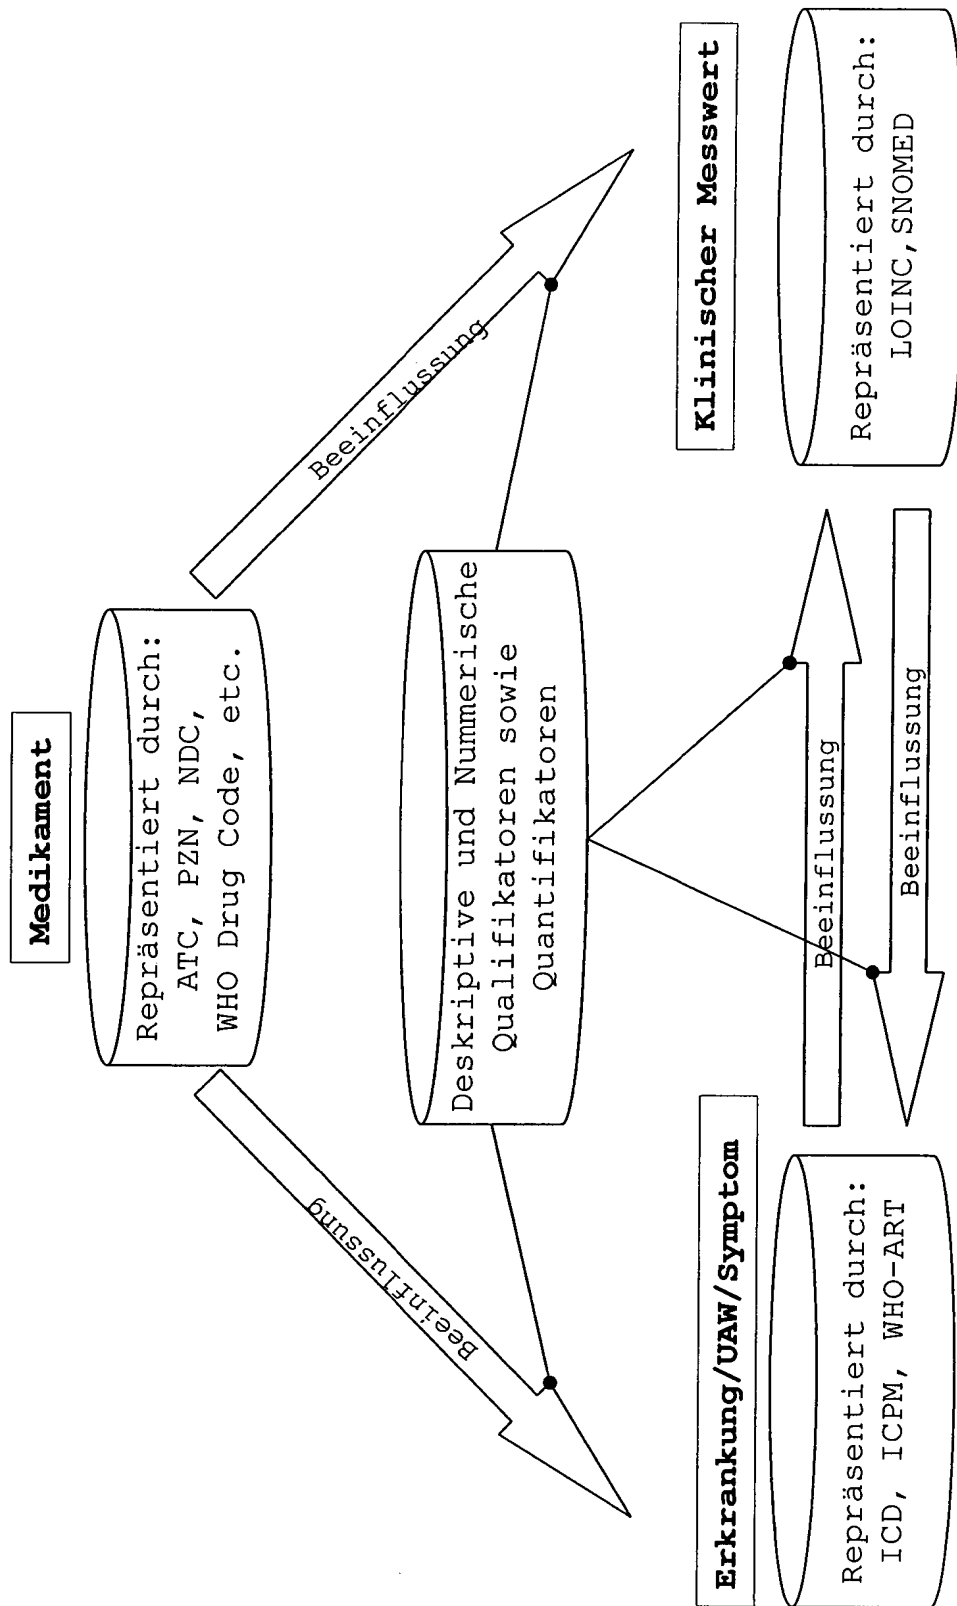 Medikament
Repräsentiert durch:
ATC, PZN, NDC,
WHO Drug Code, etc.
Beeinflussung
Beeinflussung
Deskriptive und Nummerische
Qualifikatoren sowie
Quantifikatoren
Erkrankung/UAW/Symptom
Repräsentiert durch:
ICD, ICPM, WHO-ART
Beeinflussung
Beeinflussung
Klinischer Messwert
Repräsentiert durch:
LOINC, SNOMED